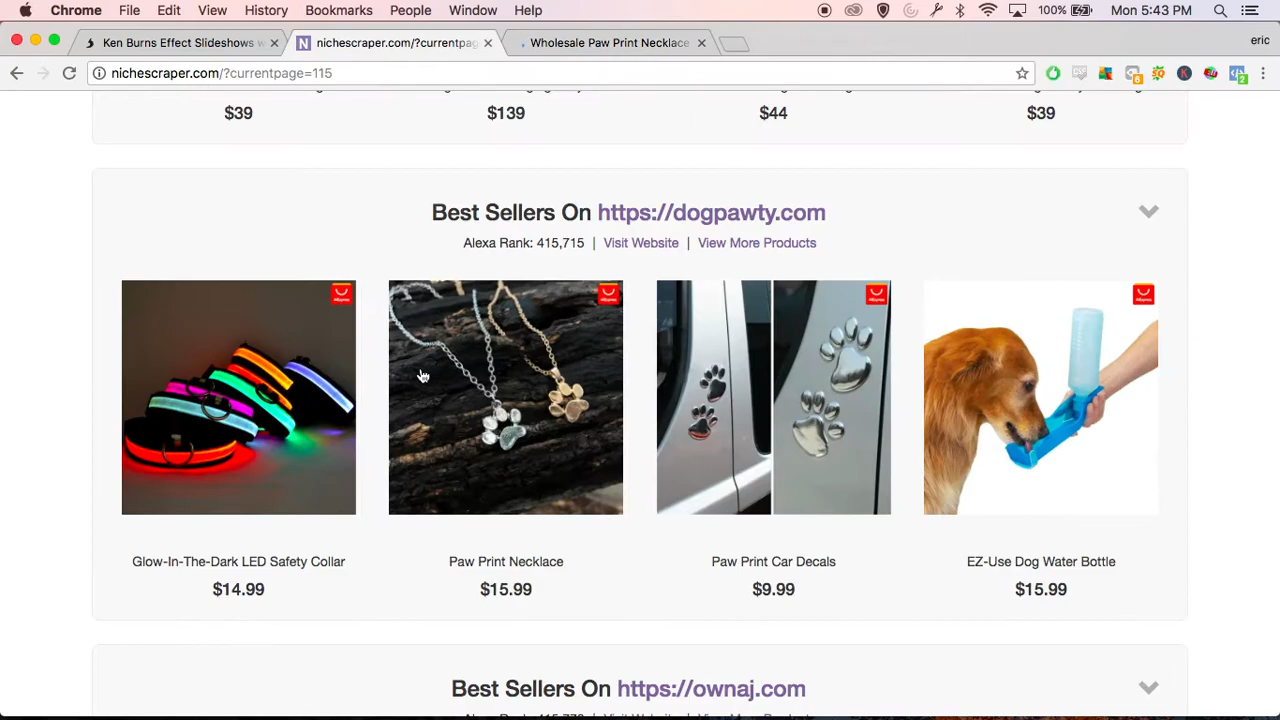 Chrome File Edit View History Bookmarks People Window Help 100% Mon 5:43 PM
Ken Burns Effect Slideshows w nichescraper.com/?currentpag Wholesale Paw Print Necklace eric
nichescraper.com/?currentpage=115
6 2
$39 $139 $44 $39
Best Sellers On https://dogpawty.com
Alexa Rank: 415,715 | Visit Website | View More Products
Glow-In-The-Dark LED Safety Collar Paw Print Necklace Paw Print Car Decals EZ-Use Dog Water Bottle
$14.99 $15.99 $9.99 $15.99
Best Sellers On https://ownaj.com